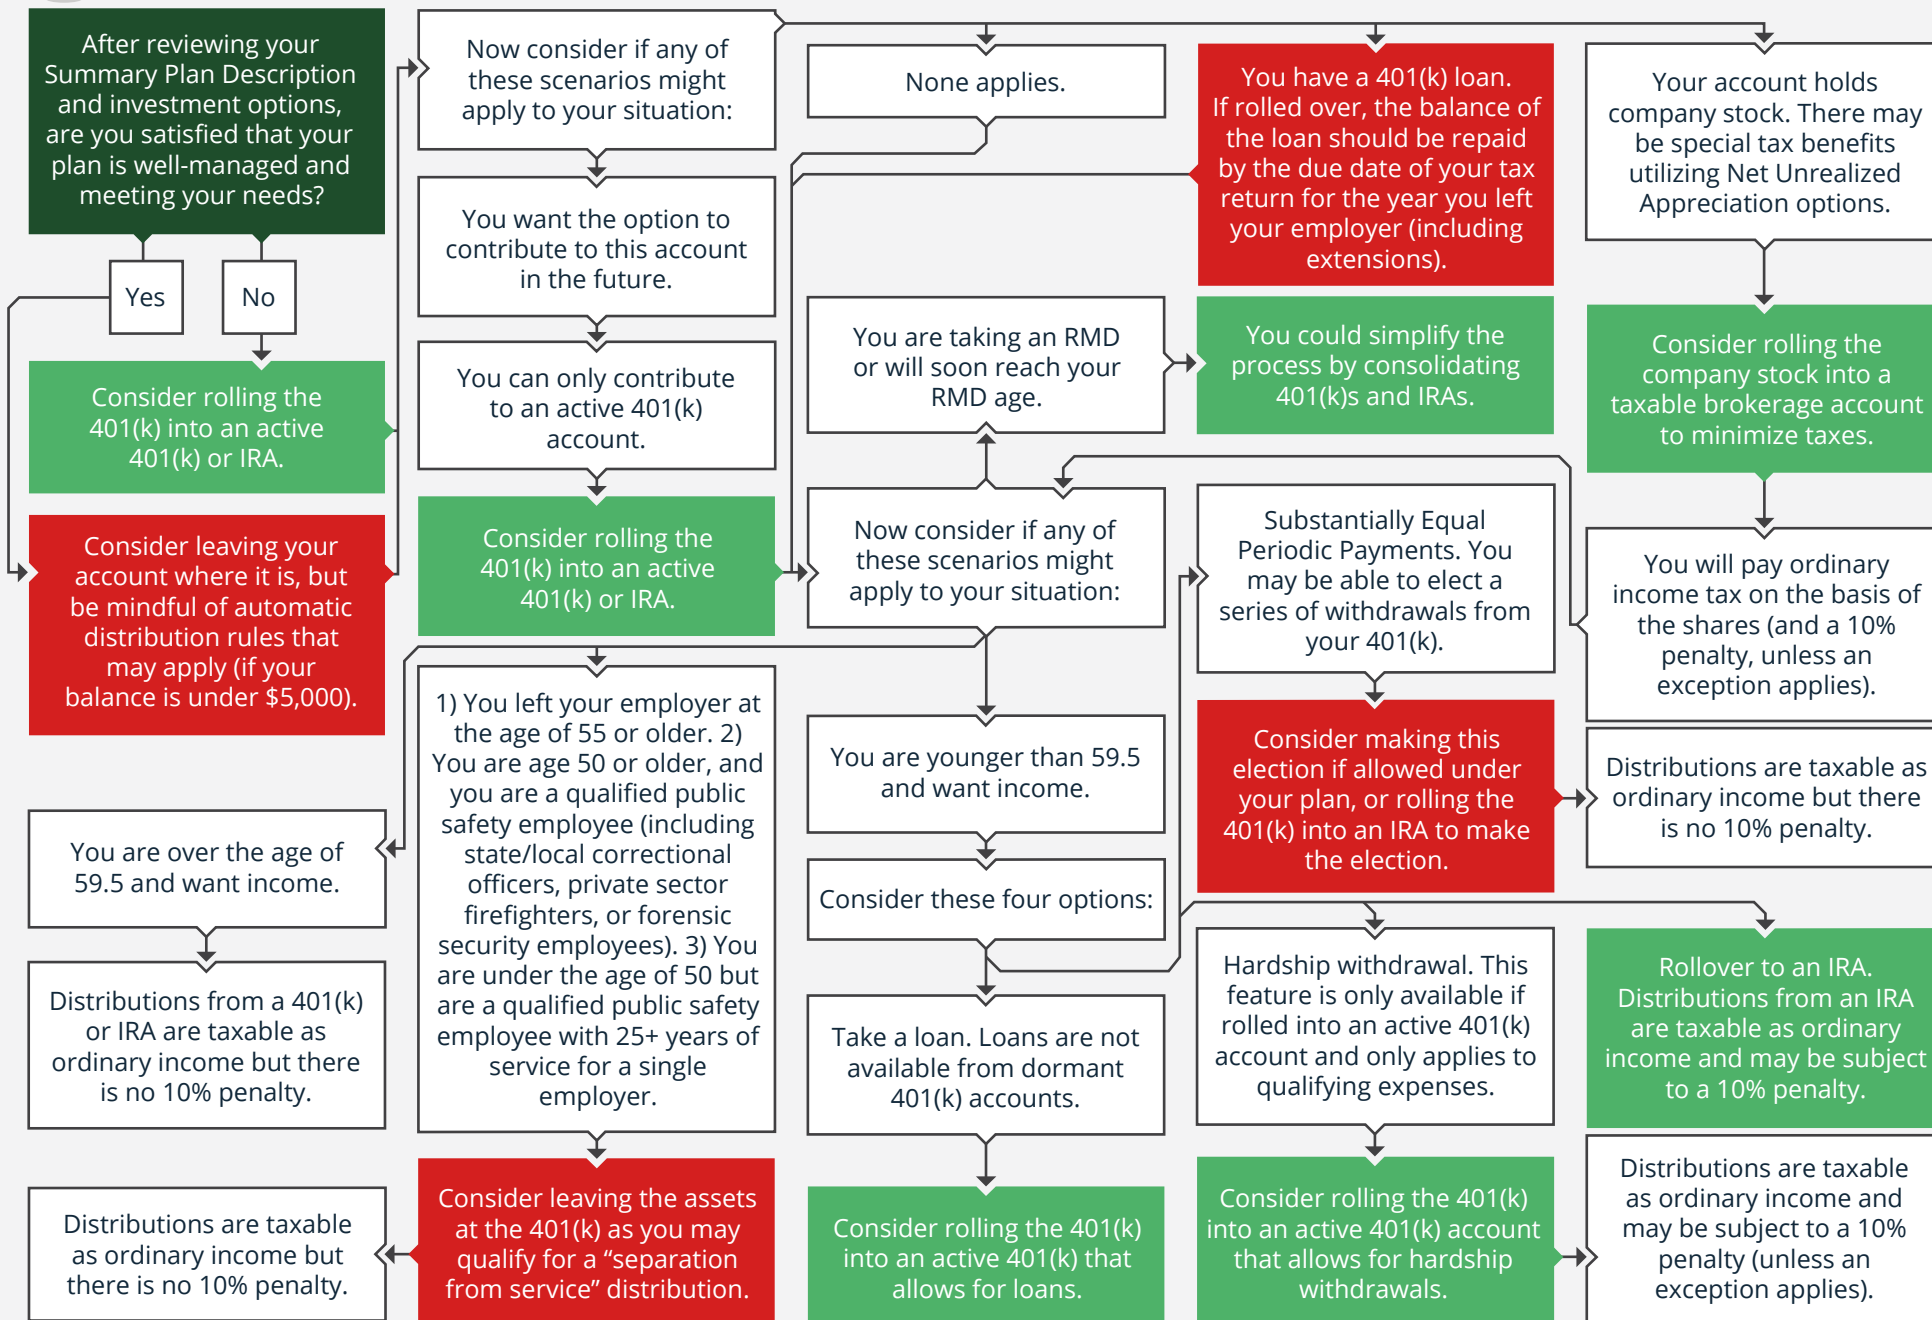 After reviewing your
Summary Plan Description
and investment options,
are you satisfied that your
plan is well-managed and
meeting your needs?
Yes
No
Consider rolling the
401(k) into an active
401(k) or IRA.
Consider leaving your
account where it is, but
be mindful of automatic
distribution rules that
may apply (if your
balance is under $5,000).
Now consider if any of
these scenarios might
apply to your situation:
You want the option to
contribute to this account
in the future.
You can only contribute
to an active 401(k)
account.
Consider rolling the
401(k) into an active
401(k) or IRA.
None applies.
You have a 401(k) loan.
If rolled over, the balance of
the loan should be repaid
by the due date of your tax
return for the year you left
your employer (including
extensions).
Your account holds
company stock. There may
be special tax benefits
utilizing Net Unrealized
Appreciation options.
Consider rolling the
company stock into a
taxable brokerage account
to minimize taxes.
You will pay ordinary
income tax on the basis of
the shares (and a 10%
penalty, unless an
exception applies).
Now consider if any of
these scenarios might
apply to your situation:
You are taking an RMD
or will soon reach your
RMD age.
You could simplify the
process by consolidating
401(k)s and IRAs.
You are over the age of
59.5 and want income.
Distributions from a 401(k)
or IRA are taxable as
ordinary income but there
is no 10% penalty.
1) You left your employer at
the age of 55 or older. 2)
You are age 50 or older, and
you are a qualified public
safety employee (including
state/local correctional
officers, private sector
firefighters, or forensic
security employees). 3) You
are under the age of 50 but
are a qualified public safety
employee with 25+ years of
service for a single
employer.
Consider leaving the assets
at the 401(k) as you may
qualify for a “separation
from service” distribution.
Distributions are taxable
as ordinary income but
there is no 10% penalty.
You are younger than 59.5
and want income.
Consider these four options:
Take a loan. Loans are not
available from dormant
401(k) accounts.
Consider rolling the 401(k)
into an active 401(k) that
allows for loans.
Substantially Equal
Periodic Payments. You
may be able to elect a
series of withdrawals from
your 401(k).
Consider making this
election if allowed under
your plan, or rolling the
401(k) into an IRA to make
the election.
Distributions are taxable as
ordinary income but there
is no 10% penalty.
Hardship withdrawal. This
feature is only available if
rolled into an active 401(k)
account and only applies to
qualifying expenses.
Consider rolling the 401(k)
into an active 401(k) account
that allows for hardship
withdrawals.
Distributions are taxable
as ordinary income and
may be subject to a 10%
penalty (unless an
exception applies).
Rollover to an IRA.
Distributions from an IRA
are taxable as ordinary
income and may be subject
to a 10% penalty.